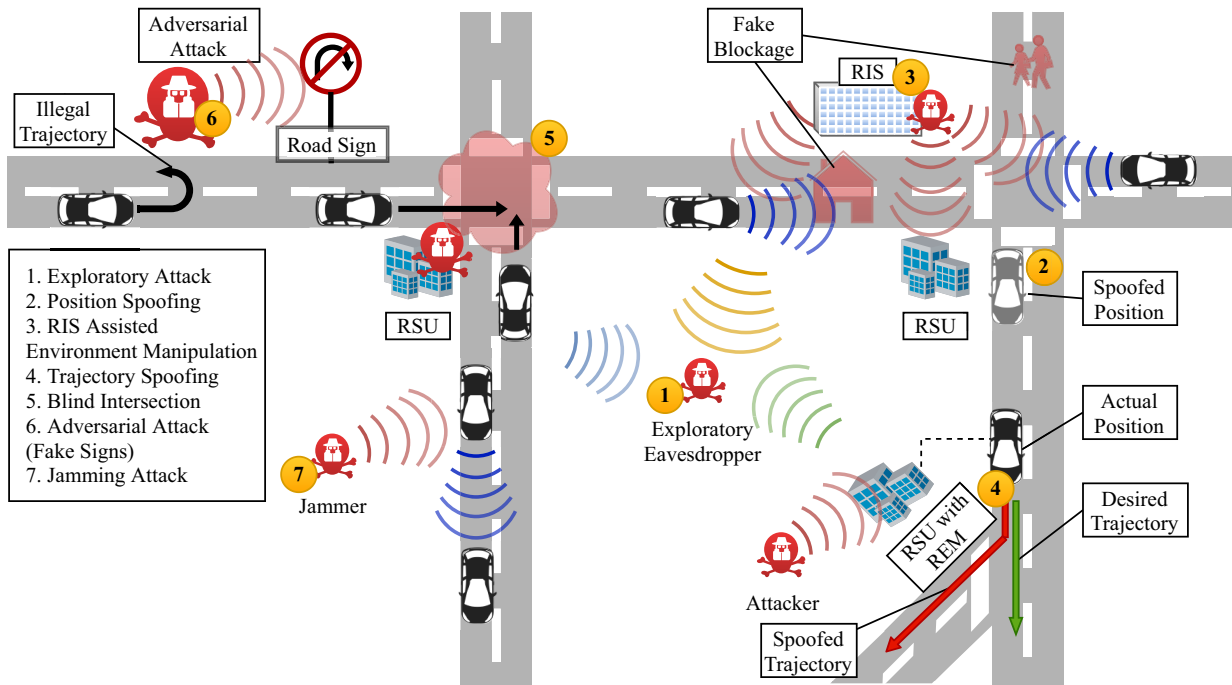 Adversarial
Attack
6
Illegal
Trajectory
Road Sign
5
Fake
Blockage
RIS
3
RSU
RSU
2
Spoofed
Position
1. Exploratory Attack
2. Position Spoofing
3. RIS Assisted
Environment Manipulation
4. Trajectory Spoofing
5. Blind Intersection
6. Adversarial Attack
(Fake Signs)
7. Jamming Attack
1
Exploratory
Eavesdropper
7
Jammer
Actual
Position
4
RSU with
REM
Desired
Trajectory
Attacker
Spoofed
Trajectory